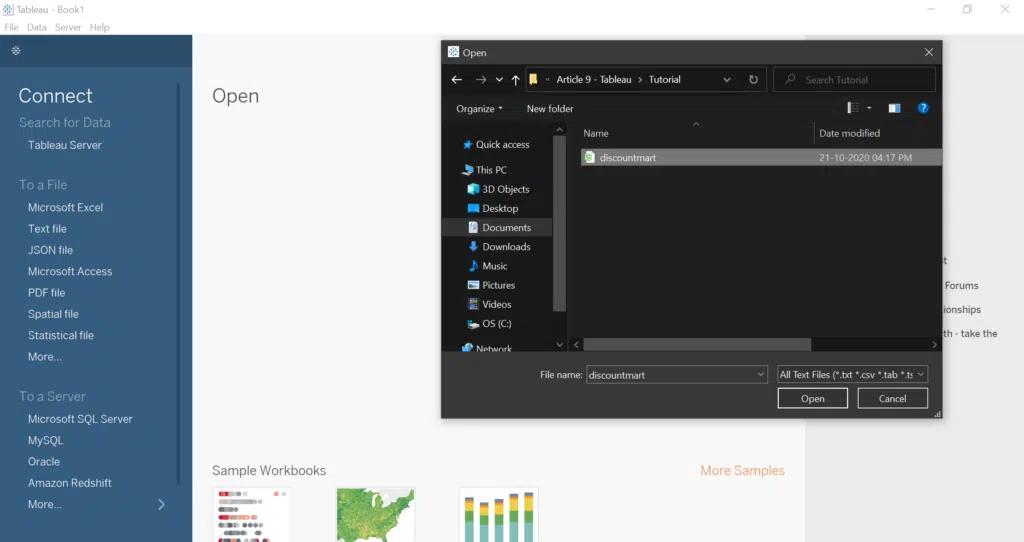 Tableau - Book1
File Data Server Help
Connect
Search for Data
Tableau Server
To a File
Microsoft Excel
Text file
JSON file
Microsoft Access
PDF file
Spatial file
Statistical file
More...
To a Server
Microsoft SQL Server
MySQL
Oracle
Amazon Redshift
More...
Open
Open
« Article 9 - Tableau > Tutorial
Search Tutorial
Organize New folder
Name Date modified
Quick access
This PC
3D Objects
Desktop
Documents
Downloads
Music
Pictures
Videos
OS (C:)
Network
discountmart 21-10-2020 04:17 PM
File name: discountmart
All Text Files (*.txt *.csv *.tab *.ts
Open Cancel
Forums
th - take the
Sample Workbooks
More Samples